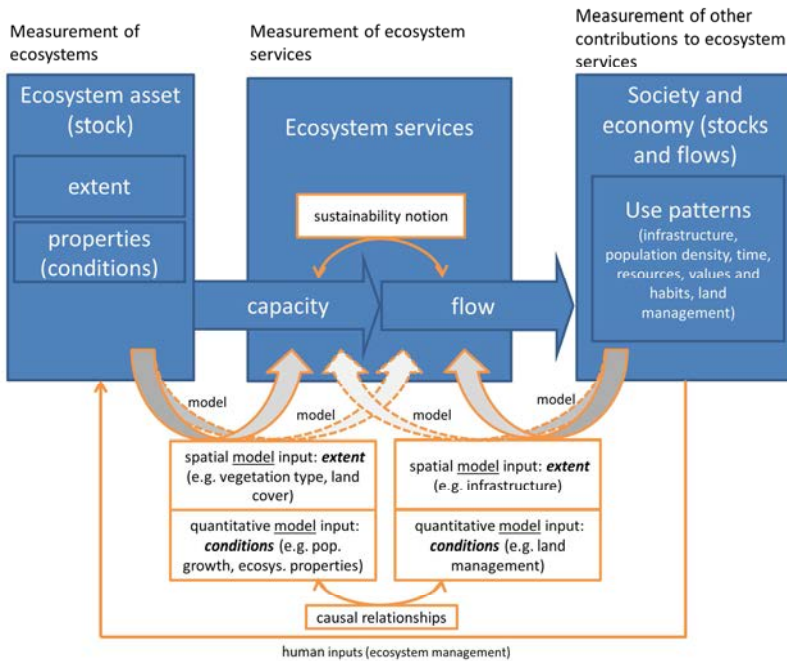 Measurement of
ecosystems
Measurement of ecosystem
services
Measurement of other
contributions to ecosystem
services
Ecosystem asset
(stock)
extent
properties
(conditions)
Ecosystem services
sustainability notion
capacity
flow
Society and
economy (stocks
and flows)
Use patterns
(infrastructure,
population density, time,
resources, values and
habits, land
management)
model
model
model
model
spatial model input: extent
(e.g. vegetation type, land
cover)
quantitative model input:
conditions (e.g. pop.
growth, ecosys. properties)
spatial model input: extent
(e.g. infrastructure)
quantitative model input:
conditions (e.g. land
management)
causal relationships
human inputs (ecosystem management)